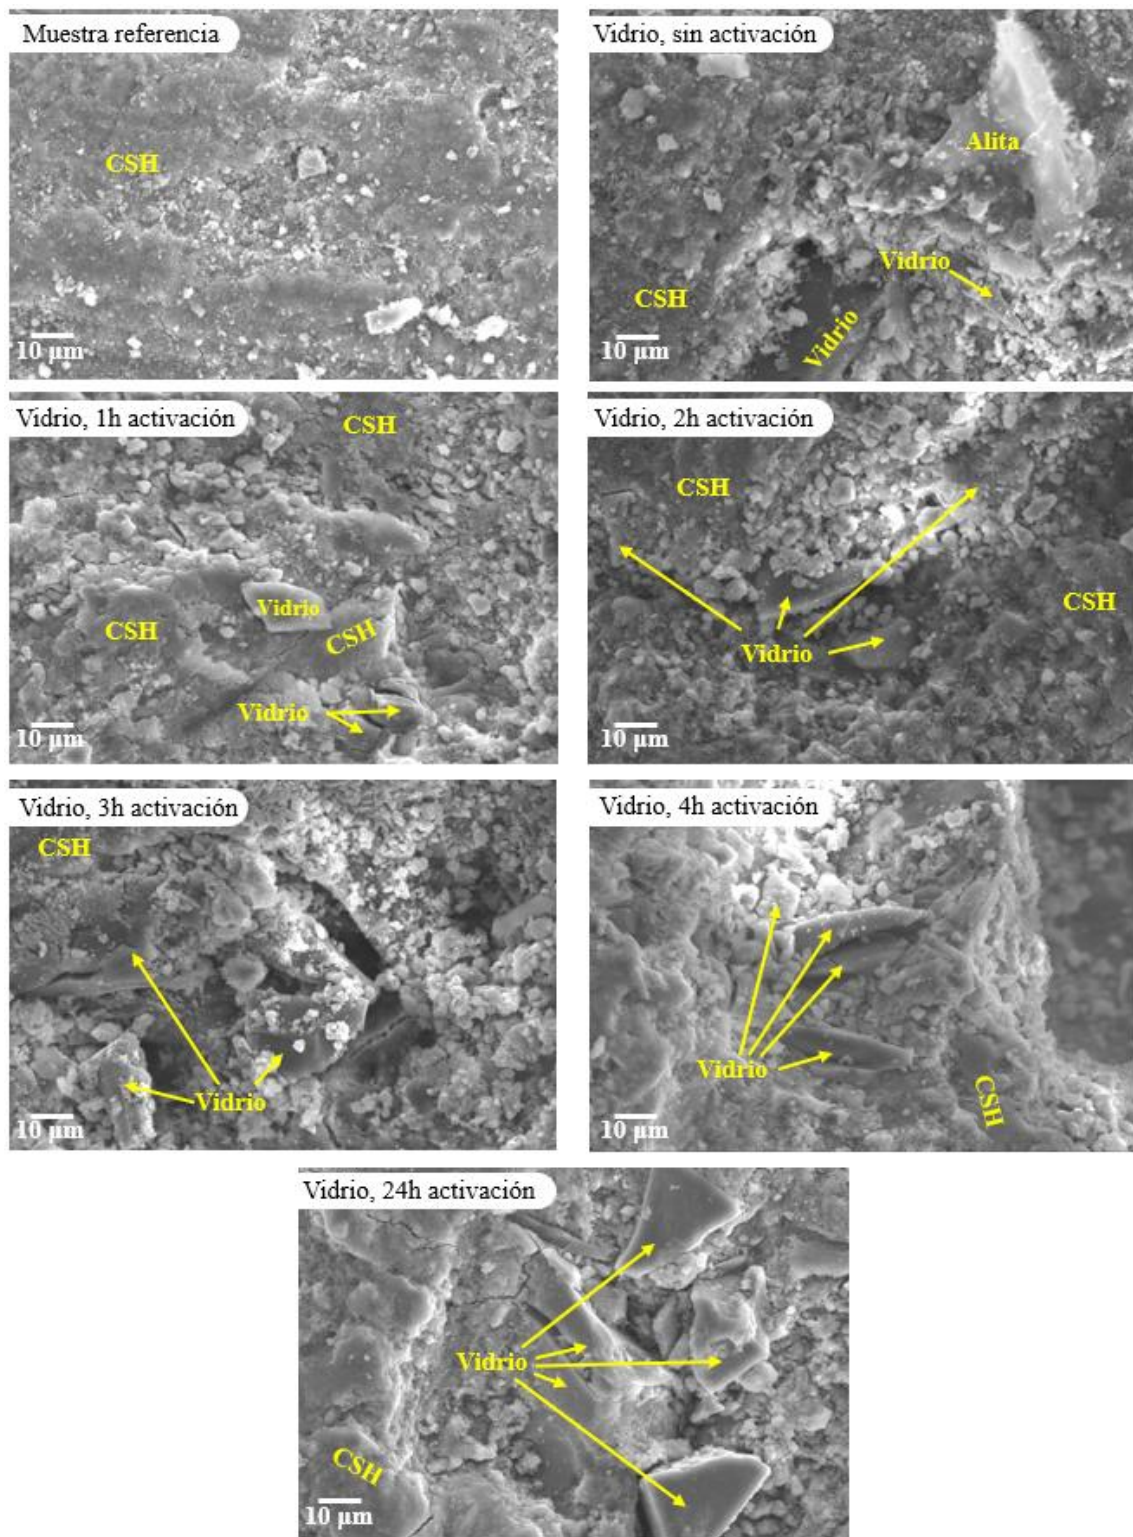 Muestra referencia
CSH
10 µm
Vidrio, sin activación
Alita
Vidrio
CSH
Vidrio
10 µm
Vidrio, 1h activación
CSH
Vidrio
CSH
CSH
Vidrio
10 µm
Vidrio, 2h activación
CSH
CSH
Vidrio
10 µm
Vidrio, 3h activación
CSH
Vidrio
10 µm
Vidrio, 4h activación
Vidrio
CSH
10 µm
Vidrio, 24h activación
Vidrio
CSH
10 µm